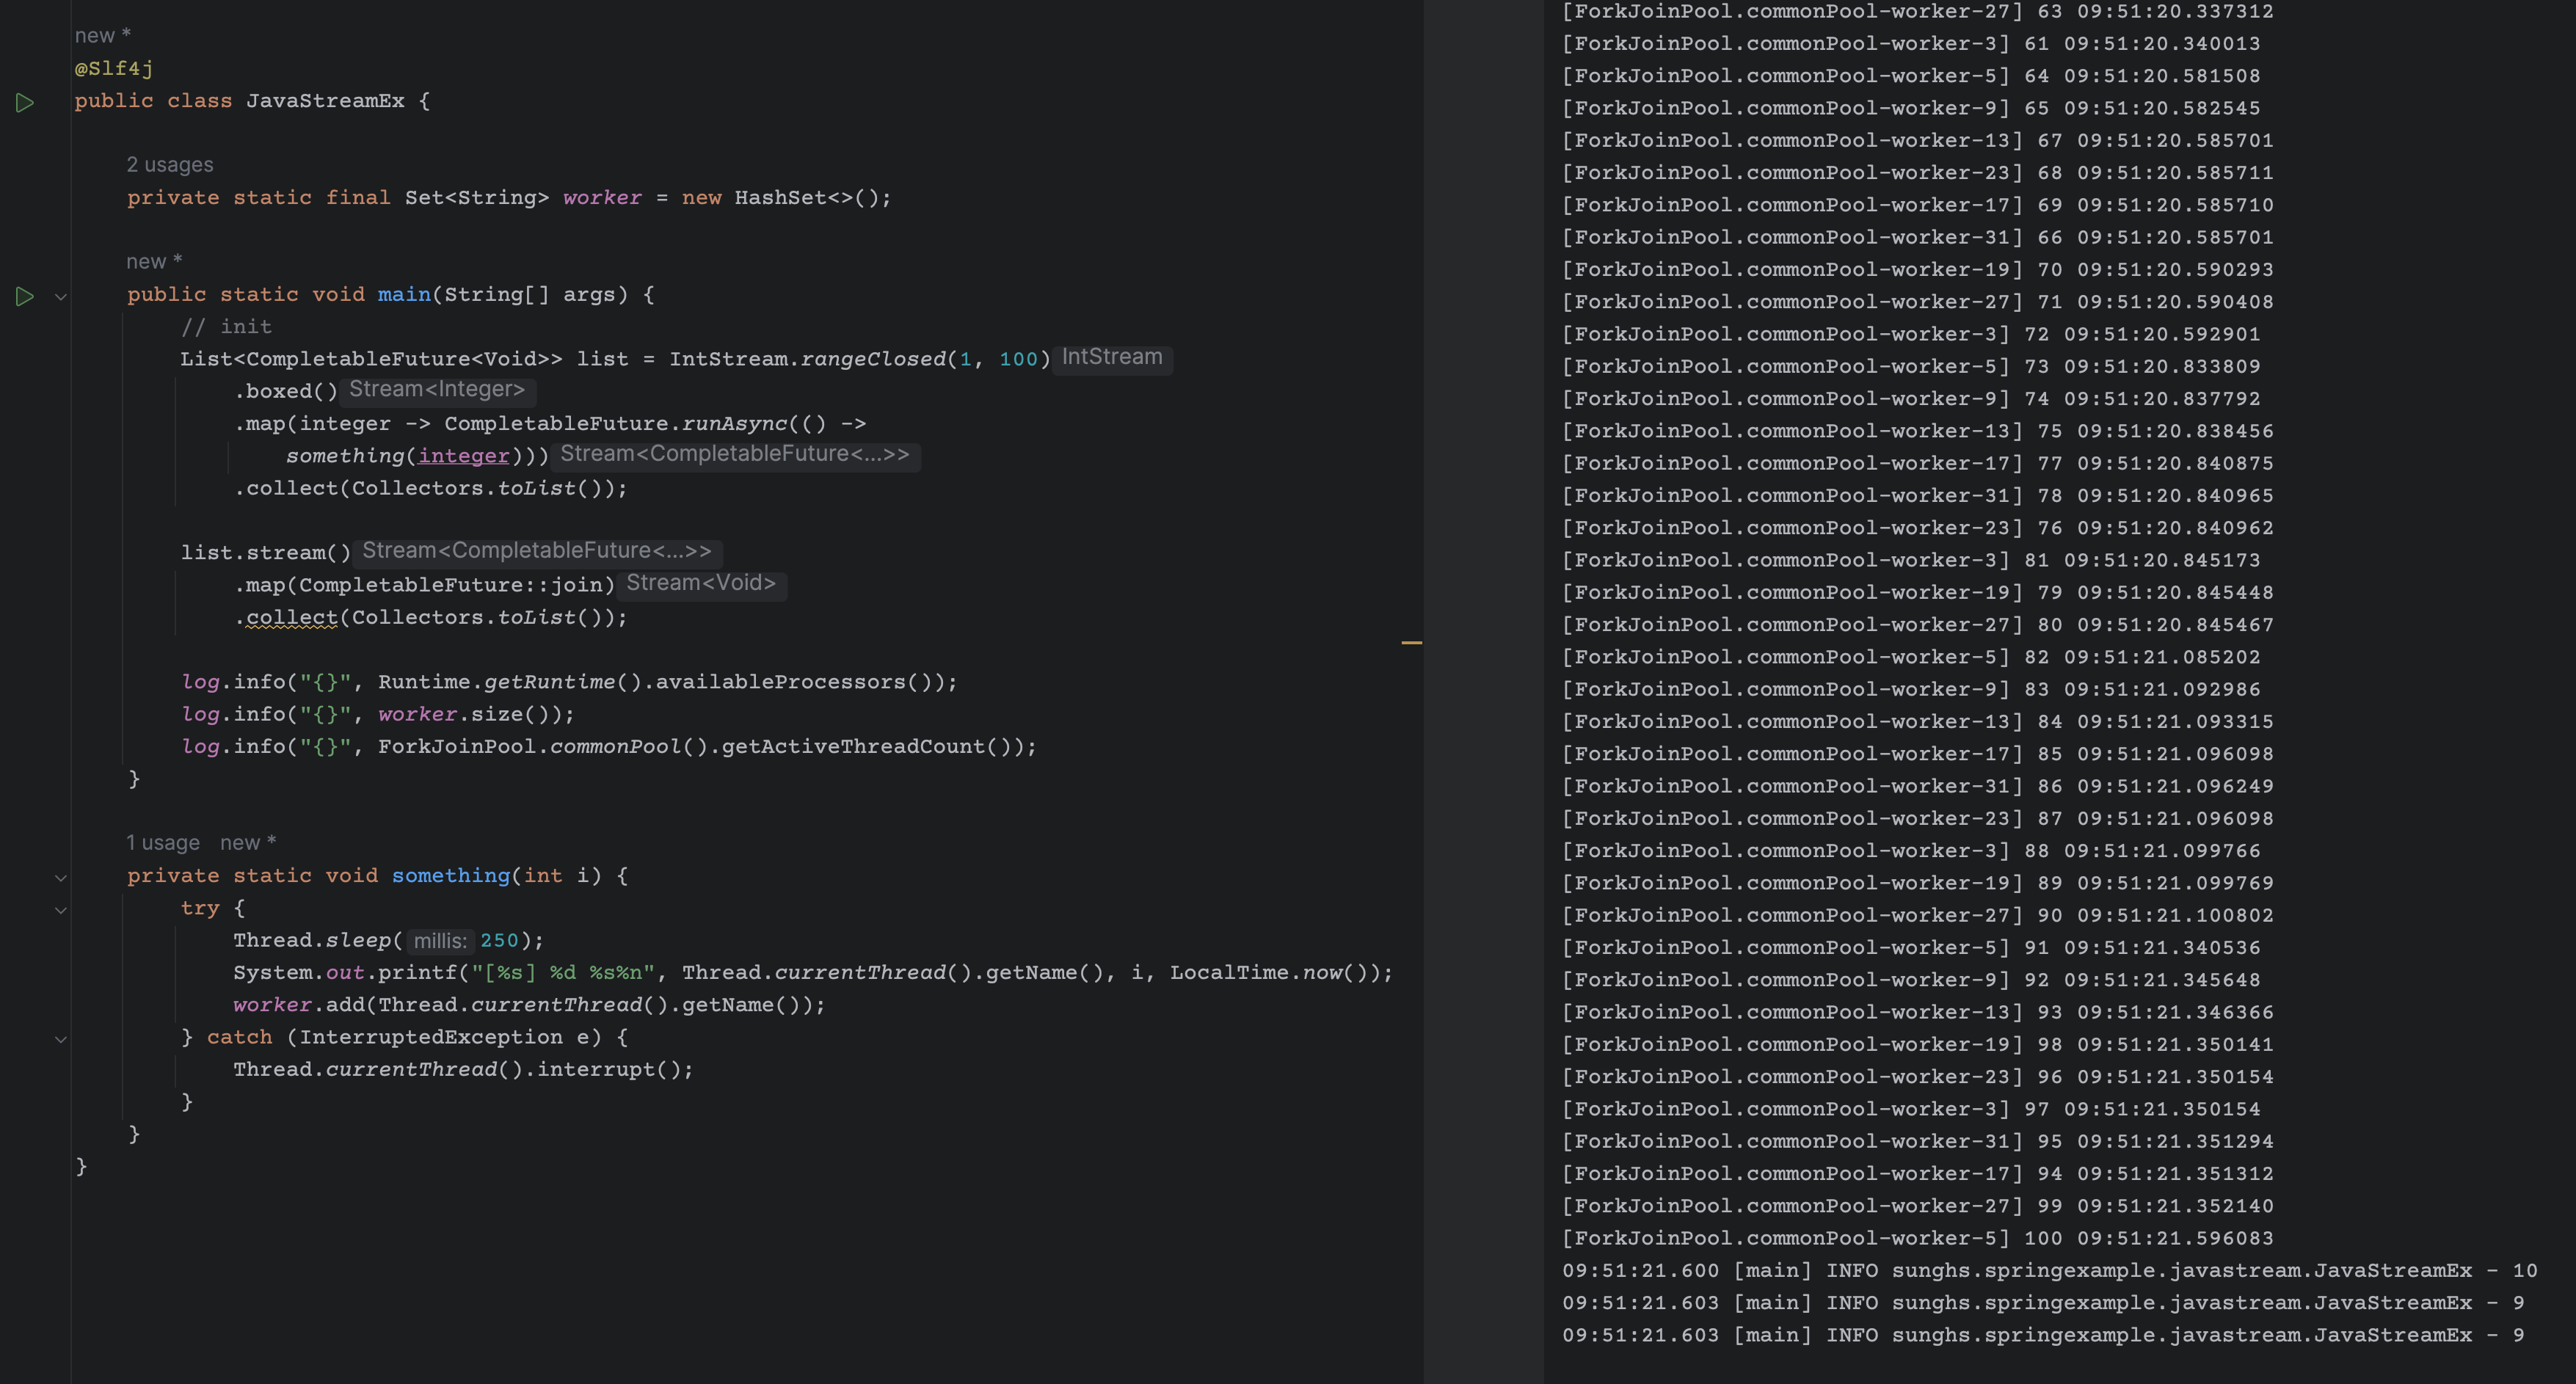 new *
@Slf4j
public class JavaStreamEx {
2 usages
private static final Set<String> worker = new HashSet<>();
new *
public static void main(String[] args) {
// init
List<CompletableFuture<Void>> list = IntStream.rangeClosed(1, 100) IntStream
.boxed() Stream<Integer>
.map(integer -> CompletableFuture.runAsync(() ->
something(integer))) Stream<CompletableFuture<...>>
.collect(Collectors.toList());
list.stream() Stream<CompletableFuture<...>>
.map(CompletableFuture::join) Stream<Void>
.collect(Collectors.toList());
log.info("{}", Runtime.getRuntime().availableProcessors());
log.info("{}", worker.size());
log.info("{}", ForkJoinPool.commonPool().getActiveThreadCount());
}
1 usage new *
private static void something(int i) {
try {
Thread.sleep( millis: 250);
System.out.printf("[%s] %d %s%n", Thread.currentThread().getName(), i, LocalTime.now());
worker.add(Thread.currentThread().getName());
} catch (InterruptedException e) {
Thread.currentThread().interrupt();
}
}
}
[ForkJoinPool.commonPool-worker-27] 63 09:51:20.337312
[ForkJoinPool.commonPool-worker-3] 61 09:51:20.340013
[ForkJoinPool.commonPool-worker-5] 64 09:51:20.581508
[ForkJoinPool.commonPool-worker-9] 65 09:51:20.582545
[ForkJoinPool.commonPool-worker-13] 67 09:51:20.585701
[ForkJoinPool.commonPool-worker-23] 68 09:51:20.585711
[ForkJoinPool.commonPool-worker-17] 69 09:51:20.585710
[ForkJoinPool.commonPool-worker-31] 66 09:51:20.585701
[ForkJoinPool.commonPool-worker-19] 70 09:51:20.590293
[ForkJoinPool.commonPool-worker-27] 71 09:51:20.590408
[ForkJoinPool.commonPool-worker-3] 72 09:51:20.592901
[ForkJoinPool.commonPool-worker-5] 73 09:51:20.833809
[ForkJoinPool.commonPool-worker-9] 74 09:51:20.837792
[ForkJoinPool.commonPool-worker-13] 75 09:51:20.838456
[ForkJoinPool.commonPool-worker-17] 77 09:51:20.840875
[ForkJoinPool.commonPool-worker-31] 78 09:51:20.840965
[ForkJoinPool.commonPool-worker-23] 76 09:51:20.840962
[ForkJoinPool.commonPool-worker-3] 81 09:51:20.845173
[ForkJoinPool.commonPool-worker-19] 79 09:51:20.845448
[ForkJoinPool.commonPool-worker-27] 80 09:51:20.845467
[ForkJoinPool.commonPool-worker-5] 82 09:51:21.085202
[ForkJoinPool.commonPool-worker-9] 83 09:51:21.092986
[ForkJoinPool.commonPool-worker-13] 84 09:51:21.093315
[ForkJoinPool.commonPool-worker-17] 85 09:51:21.096098
[ForkJoinPool.commonPool-worker-31] 86 09:51:21.096249
[ForkJoinPool.commonPool-worker-23] 87 09:51:21.096098
[ForkJoinPool.commonPool-worker-3] 88 09:51:21.099766
[ForkJoinPool.commonPool-worker-19] 89 09:51:21.099769
[ForkJoinPool.commonPool-worker-27] 90 09:51:21.100802
[ForkJoinPool.commonPool-worker-5] 91 09:51:21.340536
[ForkJoinPool.commonPool-worker-9] 92 09:51:21.345648
[ForkJoinPool.commonPool-worker-13] 93 09:51:21.346366
[ForkJoinPool.commonPool-worker-19] 98 09:51:21.350141
[ForkJoinPool.commonPool-worker-23] 96 09:51:21.350154
[ForkJoinPool.commonPool-worker-3] 97 09:51:21.350154
[ForkJoinPool.commonPool-worker-31] 95 09:51:21.351294
[ForkJoinPool.commonPool-worker-17] 94 09:51:21.351312
[ForkJoinPool.commonPool-worker-27] 99 09:51:21.352140
[ForkJoinPool.commonPool-worker-5] 100 09:51:21.596083
09:51:21.600 [main] INFO sunghs.springexample.javastream.JavaStreamEx - 10
09:51:21.603 [main] INFO sunghs.springexample.javastream.JavaStreamEx - 9
09:51:21.603 [main] INFO sunghs.springexample.javastream.JavaStreamEx - 9